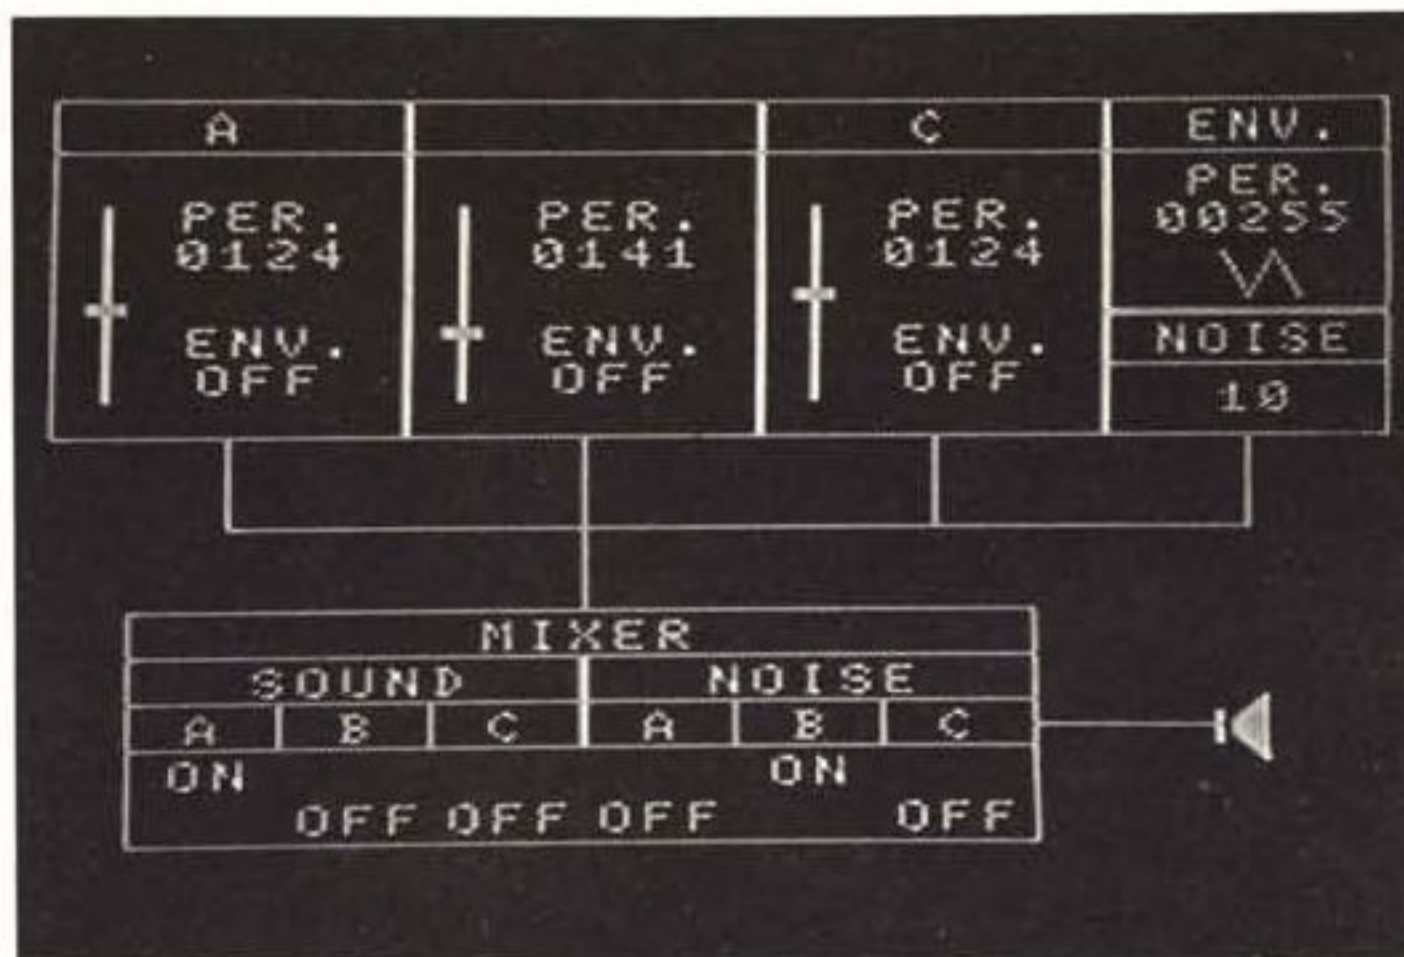 A C ENV.
PER. PER. PER. PER.
0124 0141 0124 00255
ENV. ENV. ENV. NOISE
OFF OFF OFF 10
MIXER
SOUND NOISE
A B C A B C
ON ON
OFF OFF OFF OFF